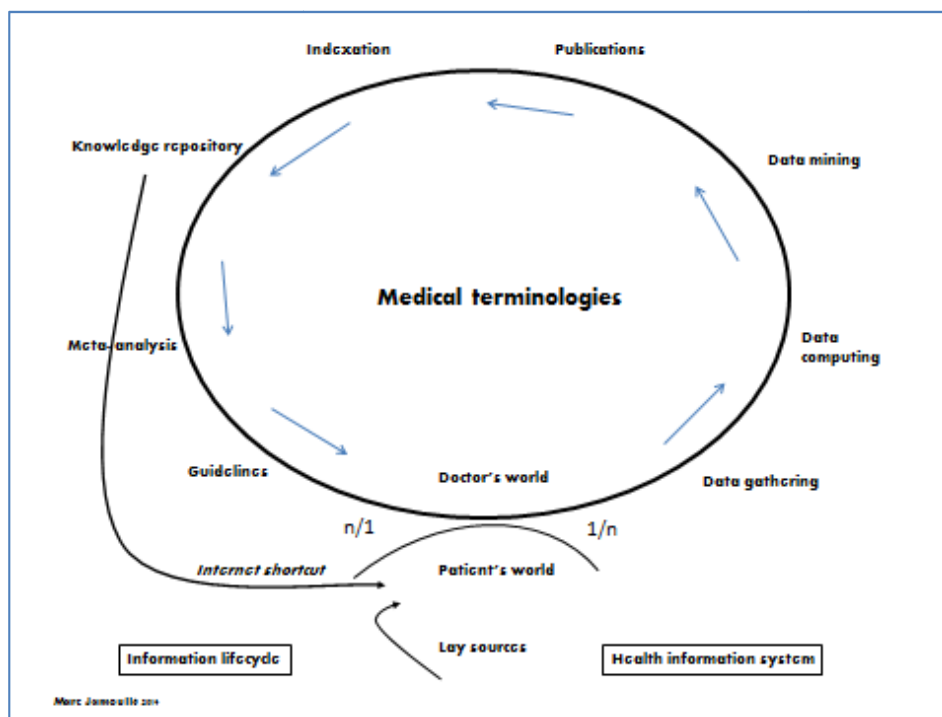 Indexation
Publications
Knowledge repository
Data mining
Medical terminologies
Meta-analysis
Data
computing
Guidelines
Doctor's world
Data gathering
n/1
1/n
Internet shortcut
Patient's world
Lay sources
Information lifecycle
Health information system
Marc Jamoulle 2014